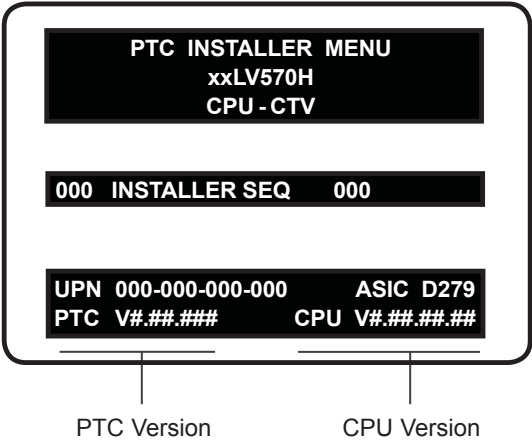 PTC INSTALLER MENU
xxLV570H
CPU - CTV
000 INSTALLER SEQ 000
UPN 000-000-000-000 ASIC D279
PTC V#.##.### CPU V#.##.##.##
PTC Version CPU Version